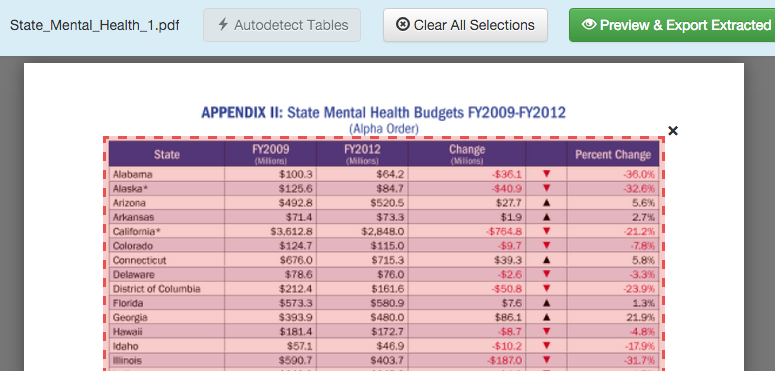 State_Mental_Health_1.pdf Autodetect Tables Clear All Selections Preview & Export Extracted
APPENDIX II: State Mental Health Budgets FY2009-FY2012
(Alpha Order)
State FY2009 (Millions) FY2012 (Millions) Change (Millions) Percent Change
Alabama $100.3 $64.2 -$36.1 ▼ -36.0%
Alaska* $125.6 $84.7 -$40.9 ▼ -32.6%
Arizona $492.8 $520.5 $27.7 ▲ 5.6%
Arkansas $71.4 $73.3 $1.9 ▲ 2.7%
California* $3,612.8 $2,848.0 -$764.8 ▼ -21.2%
Colorado $124.7 $115.0 -$9.7 ▼ -7.8%
Connecticut $676.0 $715.3 $39.3 ▲ 5.8%
Delaware $78.6 $76.0 -$2.6 ▼ -3.3%
District of Columbia $212.4 $161.6 -$50.8 ▼ -23.9%
Florida $573.3 $580.9 $7.6 ▲ 1.3%
Georgia $393.9 $480.0 $86.1 ▲ 21.9%
Hawaii $181.4 $172.7 -$8.7 ▼ -4.8%
Idaho $57.1 $46.9 -$10.2 ▼ -17.9%
Illinois $590.7 $403.7 -$187.0 ▼ -31.7%